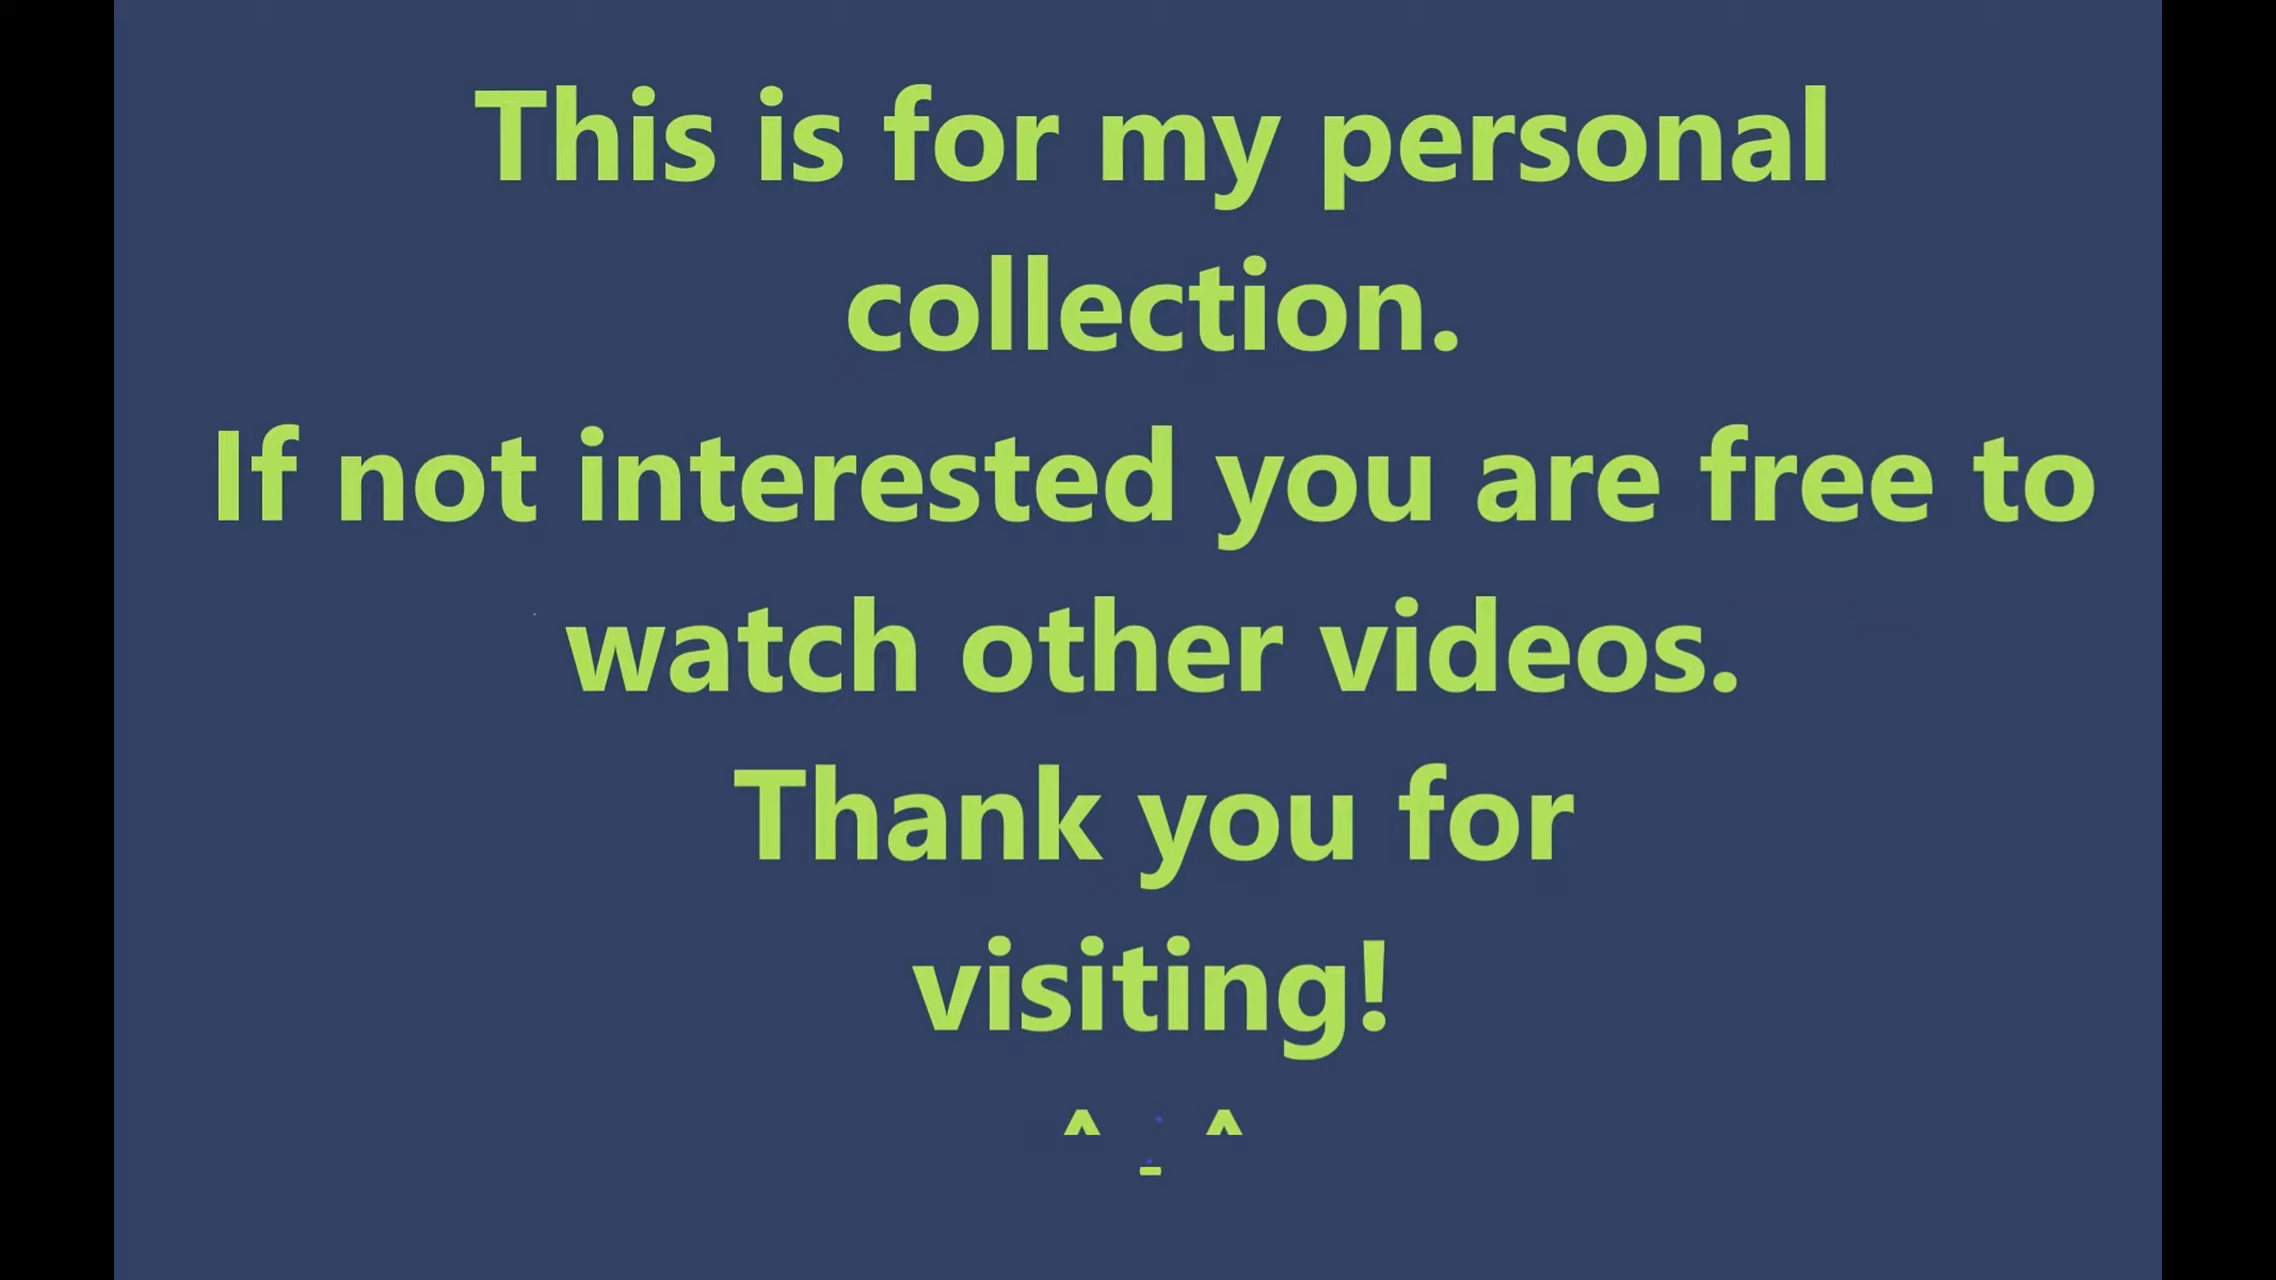 This is for my personal
collection.
If not interested you are free to
watch other videos.
Thank you for
visiting!
^ _ ^